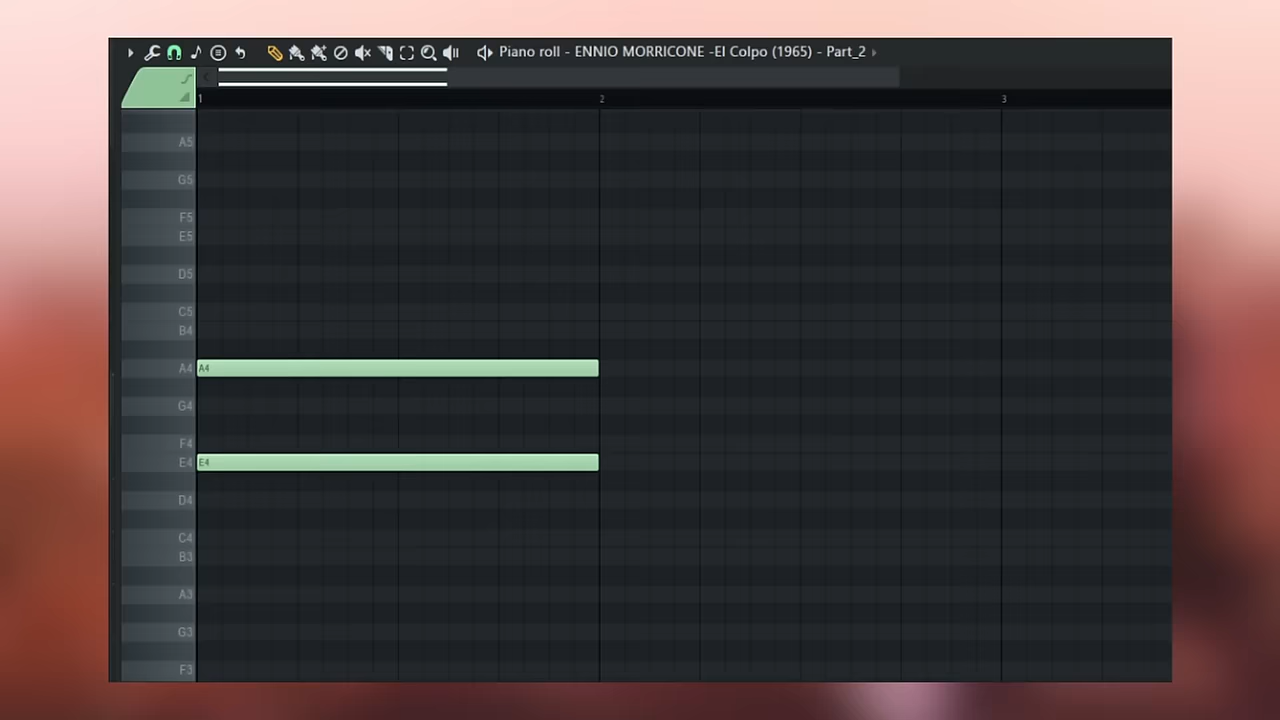 Piano roll - ENNIO MORRICONE -El Colpo (1965) - Part_2
1 2 3
A5
G5
F5
E5
D5
C5
B4
A4 A4
G4
F4
E4 E4
D4
C4
B3
A3
G3
F3